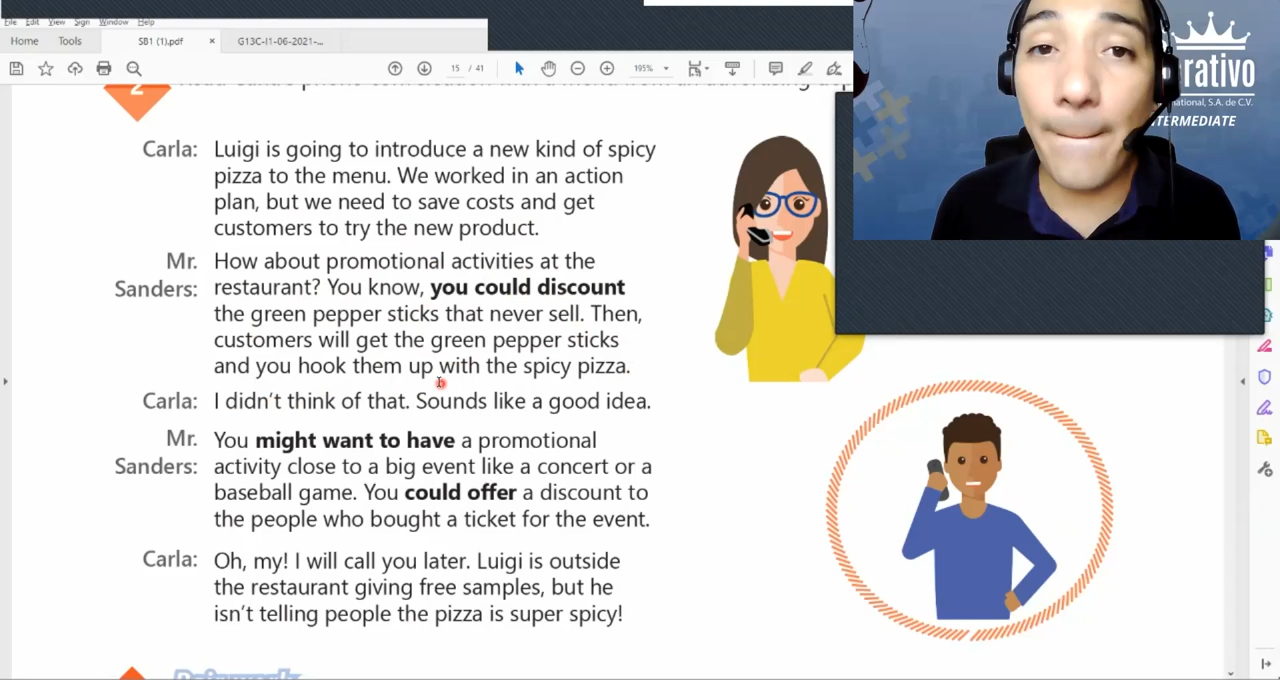 File Edit View Sign Window Help
Home Tools SB1 (1).pdf × G13C-I1-06-2021-...
15 / 41 195%
2
rativo
national, S.A. de C.V.
TERMEDIATE
Carla: Luigi is going to introduce a new kind of spicy
pizza to the menu. We worked in an action
plan, but we need to save costs and get
customers to try the new product.
Mr. How about promotional activities at the
Sanders: restaurant? You know, you could discount
the green pepper sticks that never sell. Then,
customers will get the green pepper sticks
and you hook them up with the spicy pizza.
Carla: I didn't think of that. Sounds like a good idea.
Mr. You might want to have a promotional
Sanders: activity close to a big event like a concert or a
baseball game. You could offer a discount to
the people who bought a ticket for the event.
Carla: Oh, my! I will call you later. Luigi is outside
the restaurant giving free samples, but he
isn't telling people the pizza is super spicy!